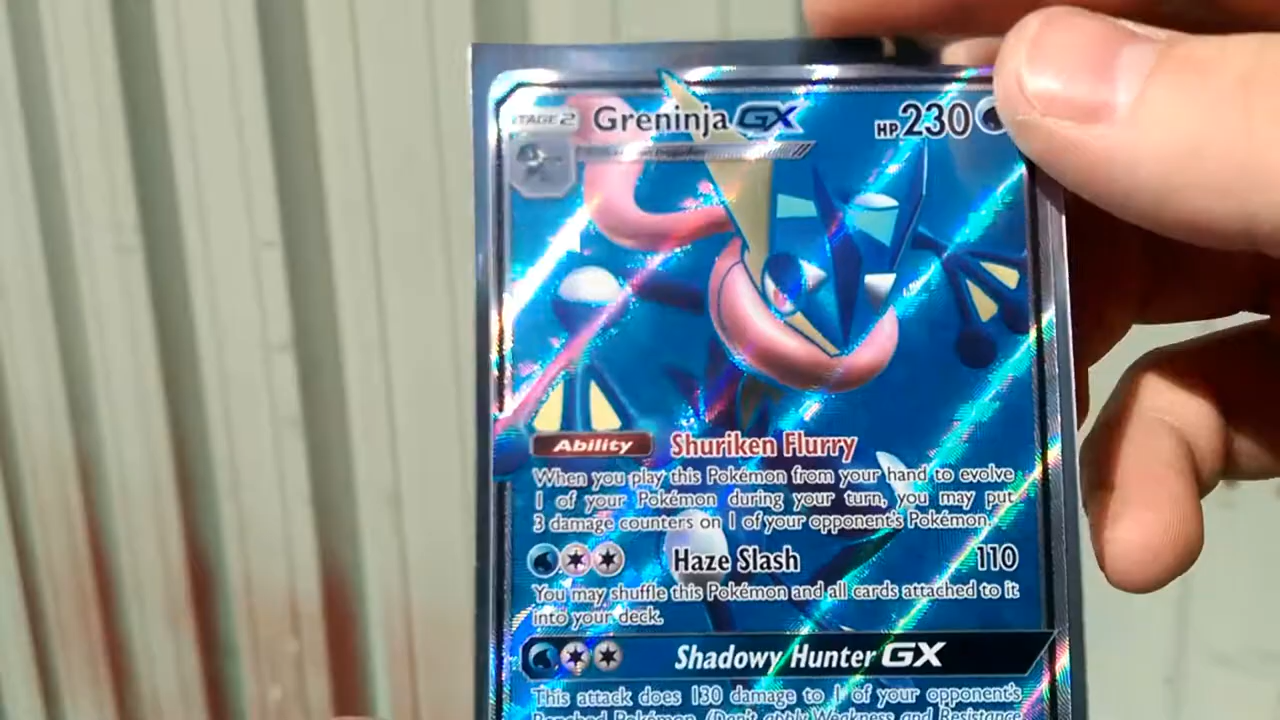 STAGE 2 Greninja GX HP 230
Ability Shuriken Flurry
When you play this Pokémon from your hand to evolve
1 of your Pokémon during your turn, you may put
3 damage counters on 1 of your opponent's Pokémon.
Haze Slash 110
You may shuffle this Pokémon and all cards attached to it
into your deck.
Shadowy Hunter GX
This attack does 130 damage to 1 of your opponent's
Benched Pokémon. (Don't apply Weakness and Resistance